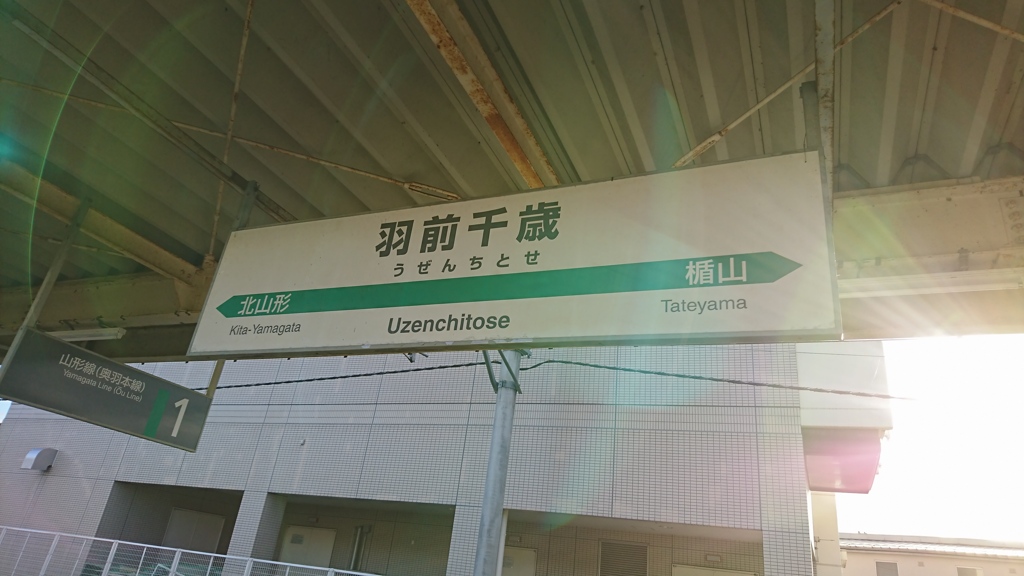 羽前千歳
うぜんちとせ
北山形
楯山
Kita-Yamagata
Uzenchitose
Tateyama
山形線(奥羽本線)
Yamagata Line (Ōu Line)
1